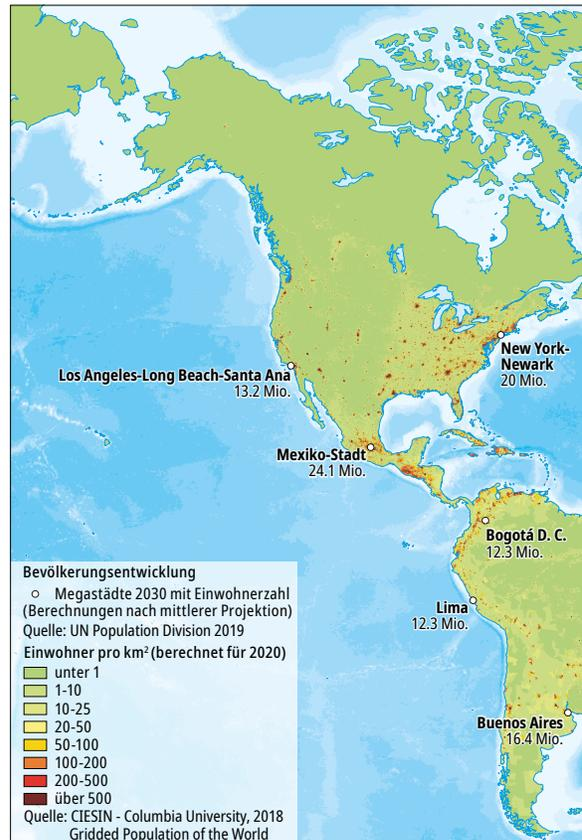 New York-
Newark
20 Mio.
Los Angeles-Long Beach-Santa Ana
13.2 Mio.
Mexiko-Stadt
24.1 Mio.
Bogotá D. C.
12.3 Mio.
Lima
12.3 Mio.
Buenos Aires
16.4 Mio.
Bevölkerungsentwicklung
Megastädte 2030 mit Einwohnerzahl
(Berechnungen nach mittlerer Projektion)
Quelle: UN Population Division 2019
Einwohner pro km² (berechnet für 2020)
unter 1
1-10
10-25
20-50
50-100
100-200
200-500
über 500
Quelle: CIESIN - Columbia University, 2018
Gridded Population of the World